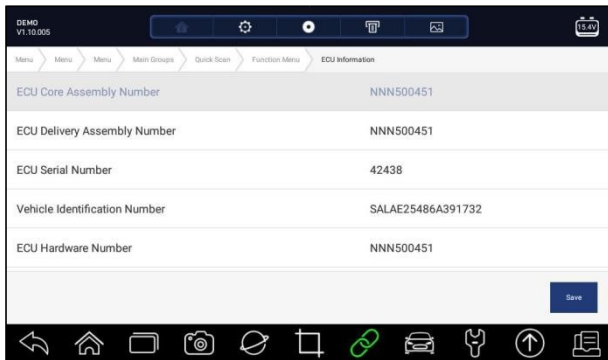 DEMO
V1.10.005
15.4V
Menu Menu Menu Main Groups Quick Scan Function Menu ECU Information
ECU Core Assembly Number NNN500451
ECU Delivery Assembly Number NNN500451
ECU Serial Number 42438
Vehicle Identification Number SALAE25486A391732
ECU Hardware Number NNN500451
Save